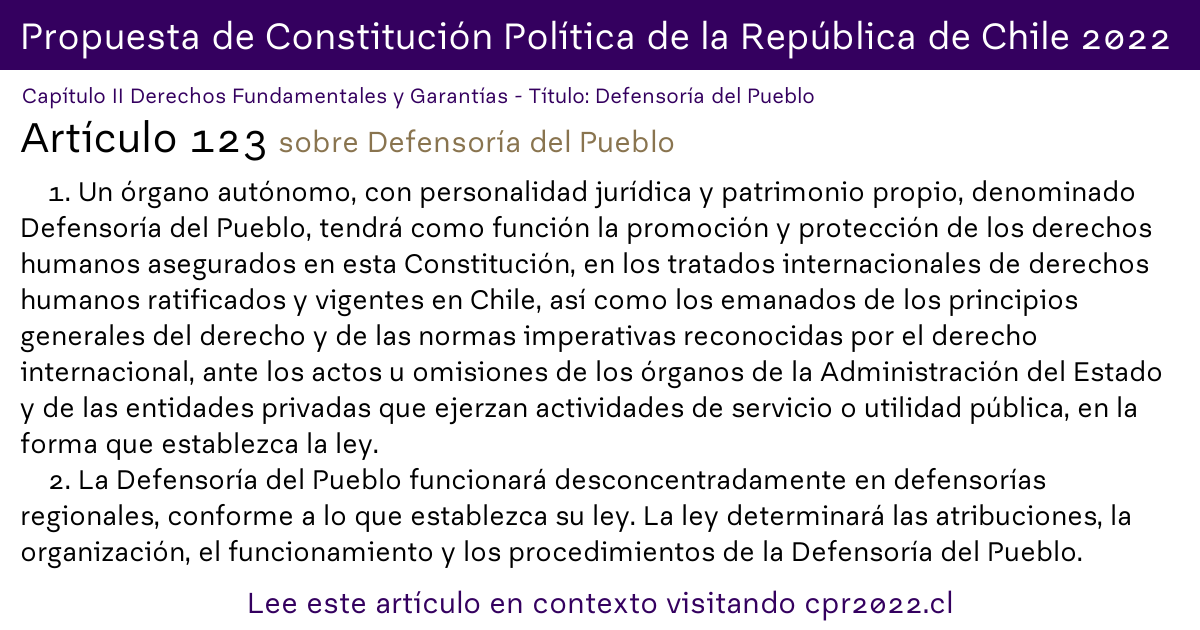 Propuesta de Constitución Política de la República de Chile 2022
Capítulo II Derechos Fundamentales y Garantías - Título: Defensoría del Pueblo
Artículo 123 sobre Defensoría del Pueblo
1. Un órgano autónomo, con personalidad jurídica y patrimonio propio, denominado
Defensoría del Pueblo, tendrá como función la promoción y protección de los derechos
humanos asegurados en esta Constitución, en los tratados internacionales de derechos
humanos ratificados y vigentes en Chile, así como los emanados de los principios
generales del derecho y de las normas imperativas reconocidas por el derecho
internacional, ante los actos u omisiones de los órganos de la Administración del Estado
y de las entidades privadas que ejerzan actividades de servicio o utilidad pública, en la
forma que establezca la ley.
2. La Defensoría del Pueblo funcionará desconcentradamente en defensorías
regionales, conforme a lo que establezca su ley. La ley determinará las atribuciones, la
organización, el funcionamiento y los procedimientos de la Defensoría del Pueblo.
Lee este artículo en contexto visitando cpr2022.cl